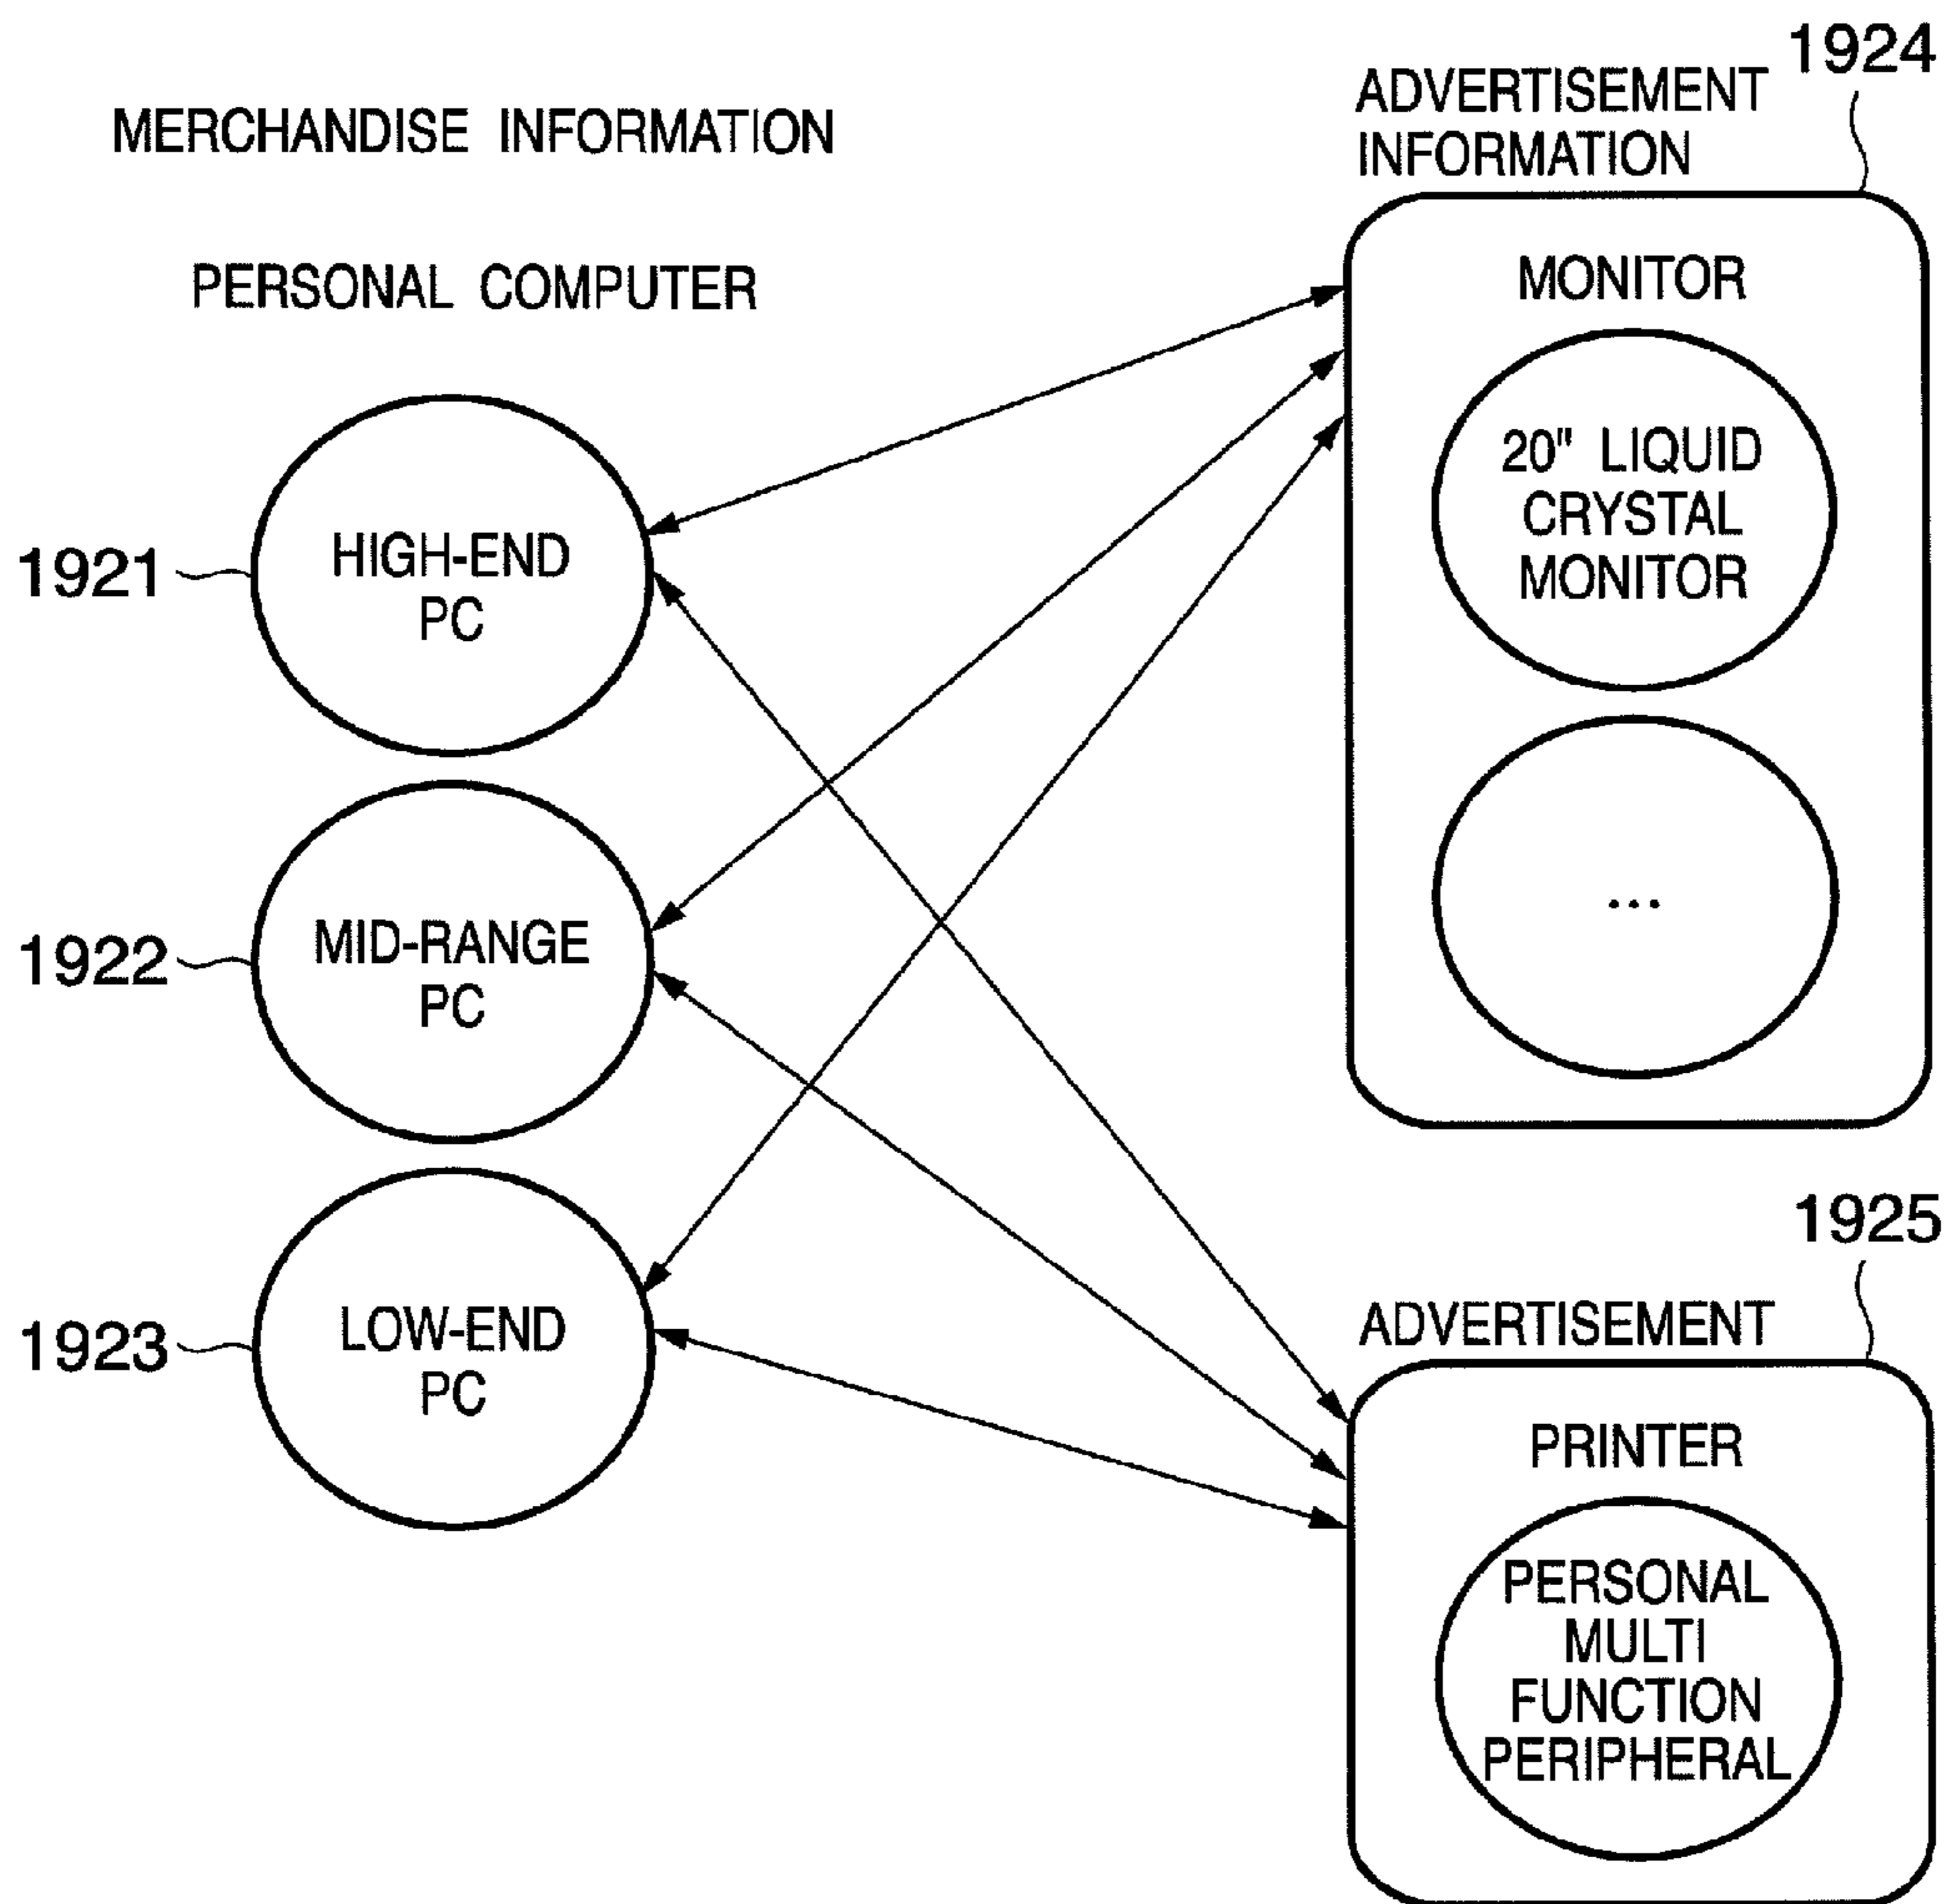 MERCHANDISE INFORMATION
PERSONAL COMPUTER
1921
HIGH-END
PC
1922
MID-RANGE
PC
1923
LOW-END
PC
1924
ADVERTISEMENT
INFORMATION
MONITOR
20" LIQUID
CRYSTAL
MONITOR
...
1925
ADVERTISEMENT
PRINTER
PERSONAL
MULTI
FUNCTION
PERIPHERAL